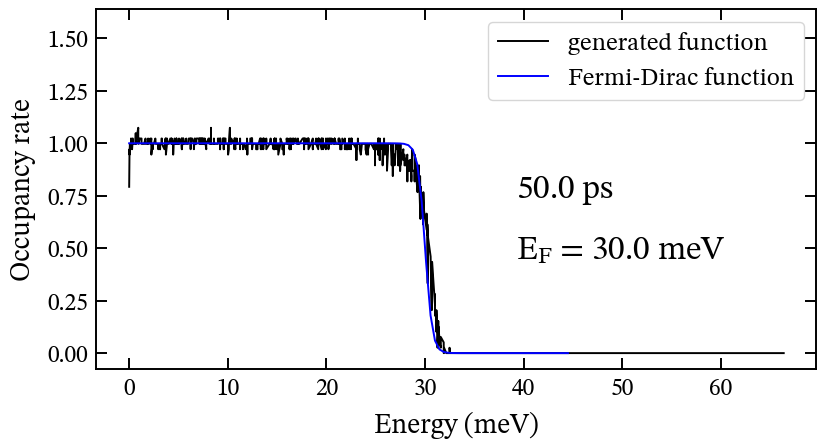 generated function
Fermi-Dirac function
50.0 ps
E_F = 30.0 meV
Occupancy rate
1.50
1.25
1.00
0.75
0.50
0.25
0.00
0 10 20 30 40 50 60
Energy (meV)